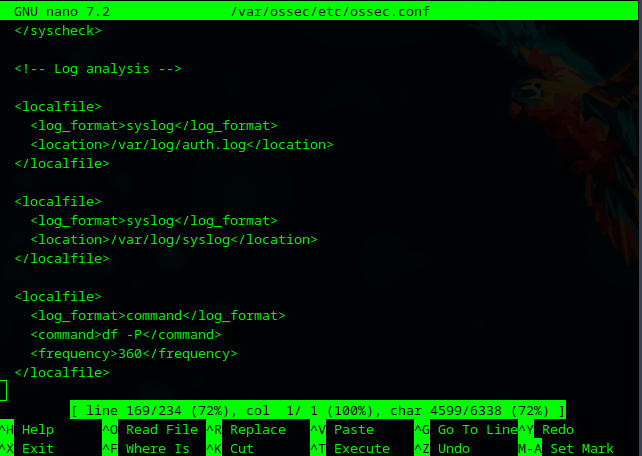 GNU nano 7.2 /var/ossec/etc/ossec.conf
</syscheck>
<!-- Log analysis -->
<localfile>
<log_format>syslog</log_format>
<location>/var/log/auth.log</location>
</localfile>
<localfile>
<log_format>syslog</log_format>
<location>/var/log/syslog</location>
</localfile>
<localfile>
<log_format>command</log_format>
<command>df -P</command>
<frequency>360</frequency>
</localfile>
[ line 169/234 (72%), col 1/ 1 (100%), char 4599/6338 (72%) ]
^H Help ^O Read File ^R Replace ^V Paste ^G Go To Line ^Y Redo
^X Exit ^F Where Is ^K Cut ^T Execute ^Z Undo M-A Set Mark